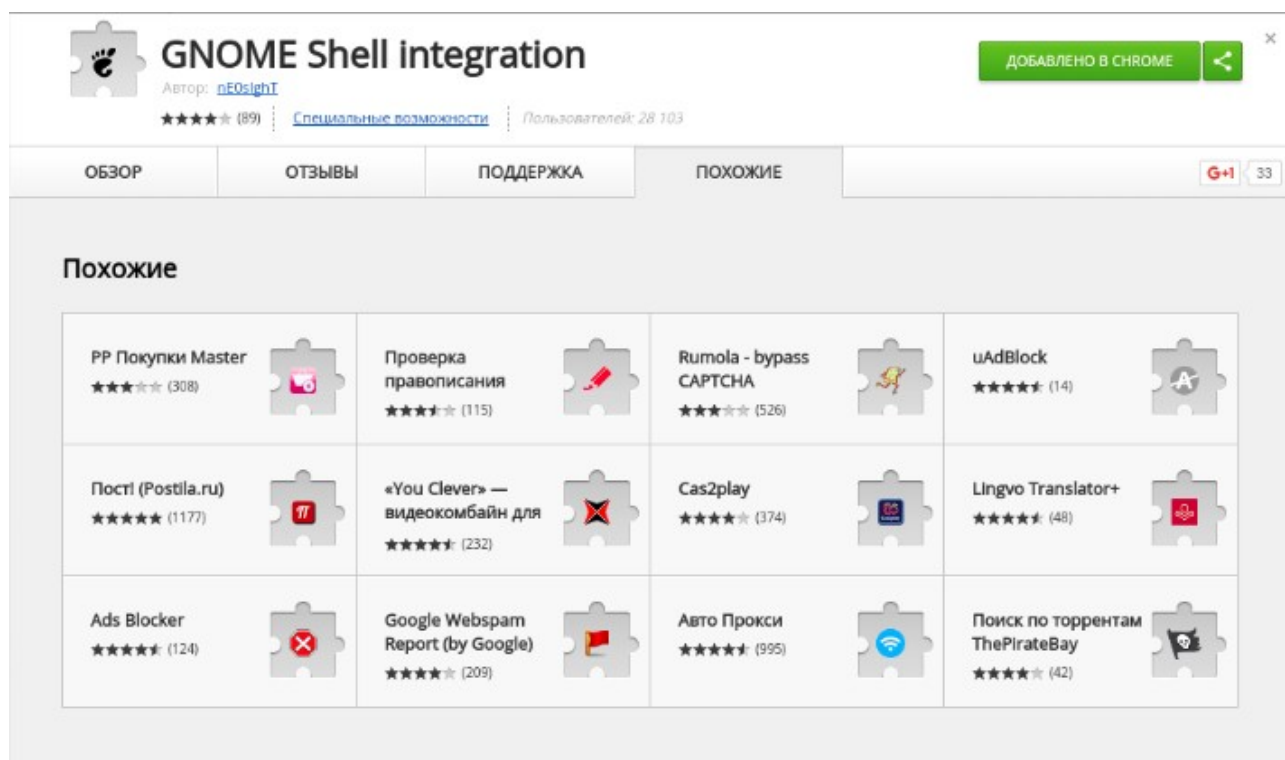 GNOME Shell integration
ДОБАВЛЕНО В CHROME
Автор: nE0sIghT
(89) Специальные возможности Пользователей: 28 103
ОБЗОР ОТЗЫВЫ ПОДДЕРЖКА ПОХОЖИЕ
G+1 33
Похожие
PP Покупки Master
(308)
Проверка
правописания
(115)
Rumola - bypass
CAPTCHA
(526)
uAdBlock
(14)
Пост! (Postila.ru)
(1177)
«You Clever» —
видеокомбайн для
(232)
Cas2play
(374)
Lingvo Translator+
(48)
Ads Blocker
(124)
Google Webspam
Report (by Google)
(209)
Авто Прокси
(995)
Поиск по торрентам
ThePirateBay
(42)